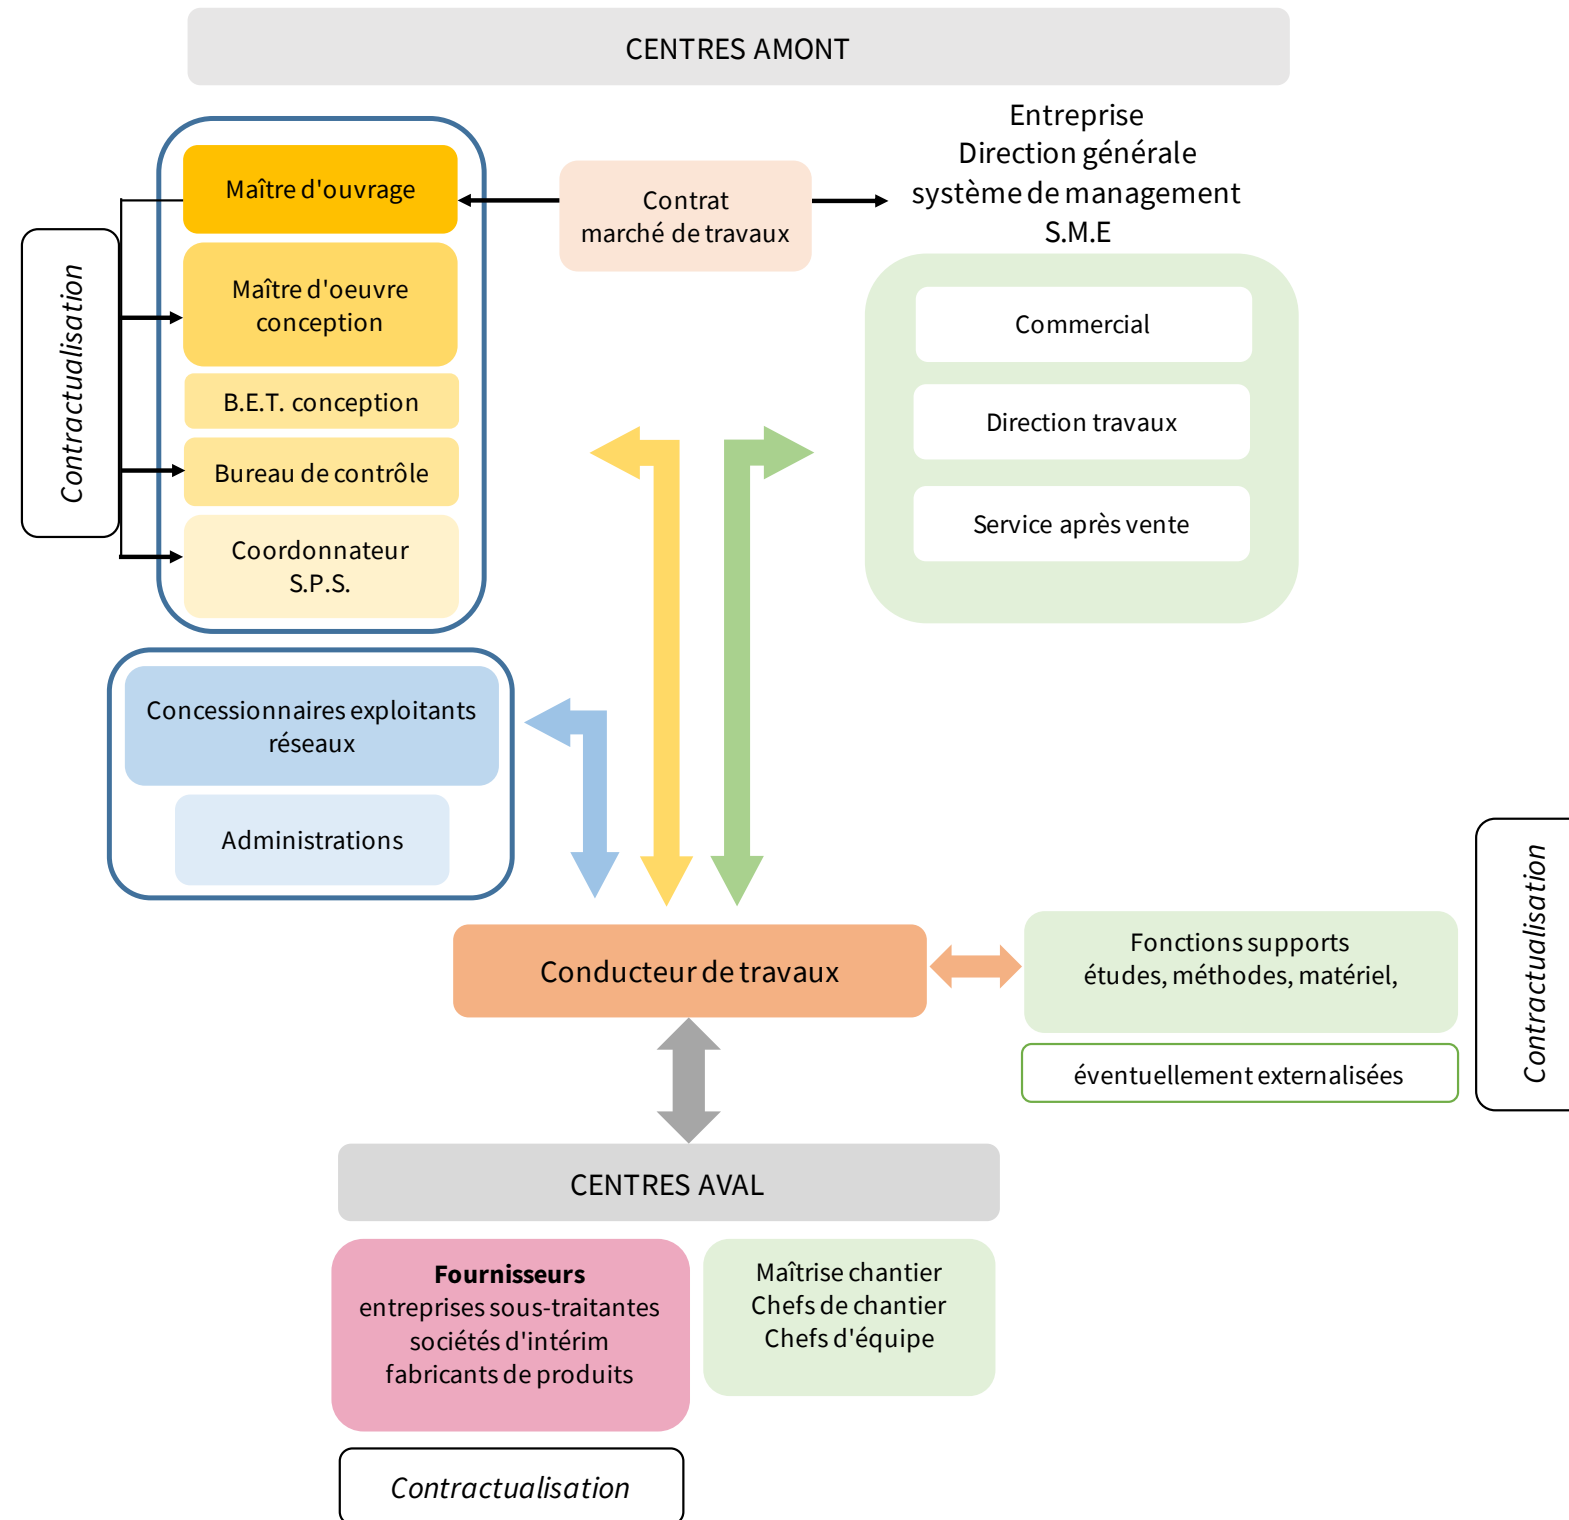 CENTRES AMONT
Maître d'ouvrage
Contrat
marché de travaux
Entreprise
Direction générale
système de management
S.M.E
Contractualisation
Maître d'oeuvre
conception
B.E.T. conception
Bureau de contrôle
Coordonnateur
S.P.S.
Commercial
Direction travaux
Service après vente
Concessionnaires exploitants
réseaux
Administrations
Conducteur de travaux
Fonctions supports
études, méthodes, matériel,
éventuellement externalisées
Contractualisation
CENTRES AVAL
Fournisseurs
entreprises sous-traitantes
sociétés d'intérim
fabricants de produits
Maîtrise chantier
Chefs de chantier
Chefs d'équipe
Contractualisation